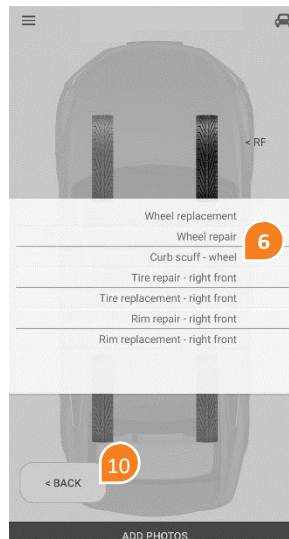 < RF
Wheel replacement
Wheel repair
6
Curb scuff - wheel
Tire repair - right front
Tire replacement - right front
Rim repair - right front
Rim replacement - right front
10
< BACK
ADD PHOTOS